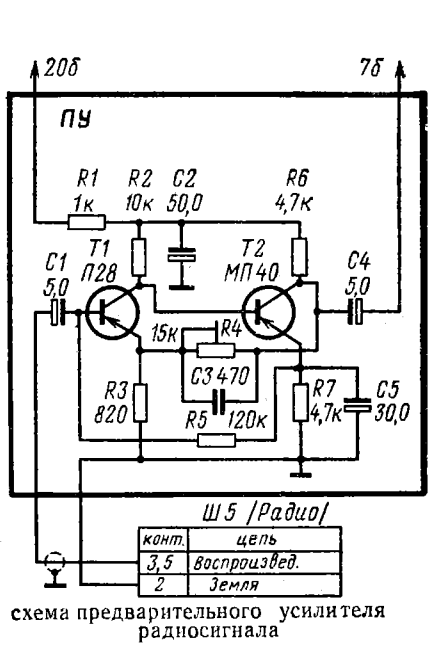 20б 7б
ПУ
R1 R2 C2 R6
1к 10к 50,0 4,7к
C1 T1 T2 C4
5,0 П28 МП40 5,0
15к R4
C3 470
R3 R7 C5
820 R5 120к 4,7к 30,0
Ш5 /Радио/
конт. цепь
3,5 Воспроизвед.
2 Земля
схема предварительного усилителя
радиосигнала